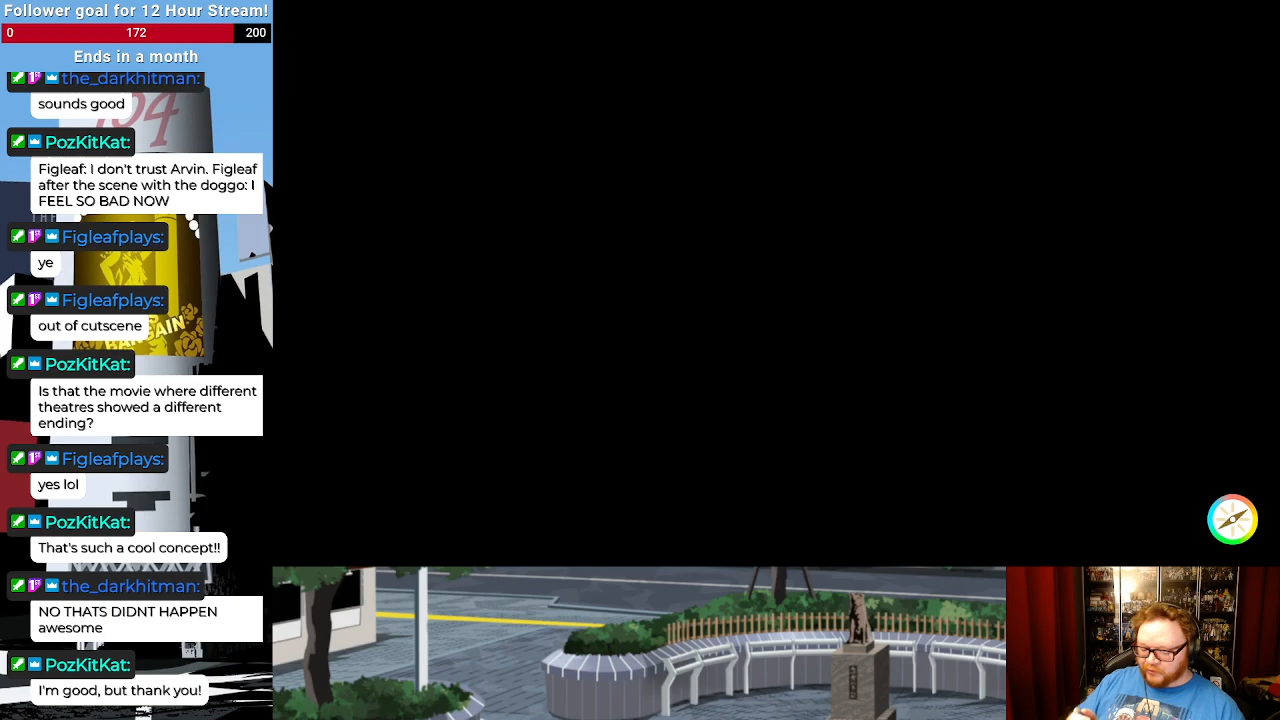 Follower goal for 12 Hour Stream!
0 172 200
Ends in a month
the_darkhitman:
sounds good
104
PozKitKat:
Figleaf: I don't trust Arvin. Figleaf
after the scene with the doggo: I
FEEL SO BAD NOW
Figleafplays:
ye
Figleafplays:
out of cutscene
PozKitKat:
Is that the movie where different
theatres showed a different
ending?
Figleafplays:
yes lol
PozKitKat:
That's such a cool concept!!
the_darkhitman:
NO THATS DIDNT HAPPEN
awesome
PozKitKat:
I'm good, but thank you!